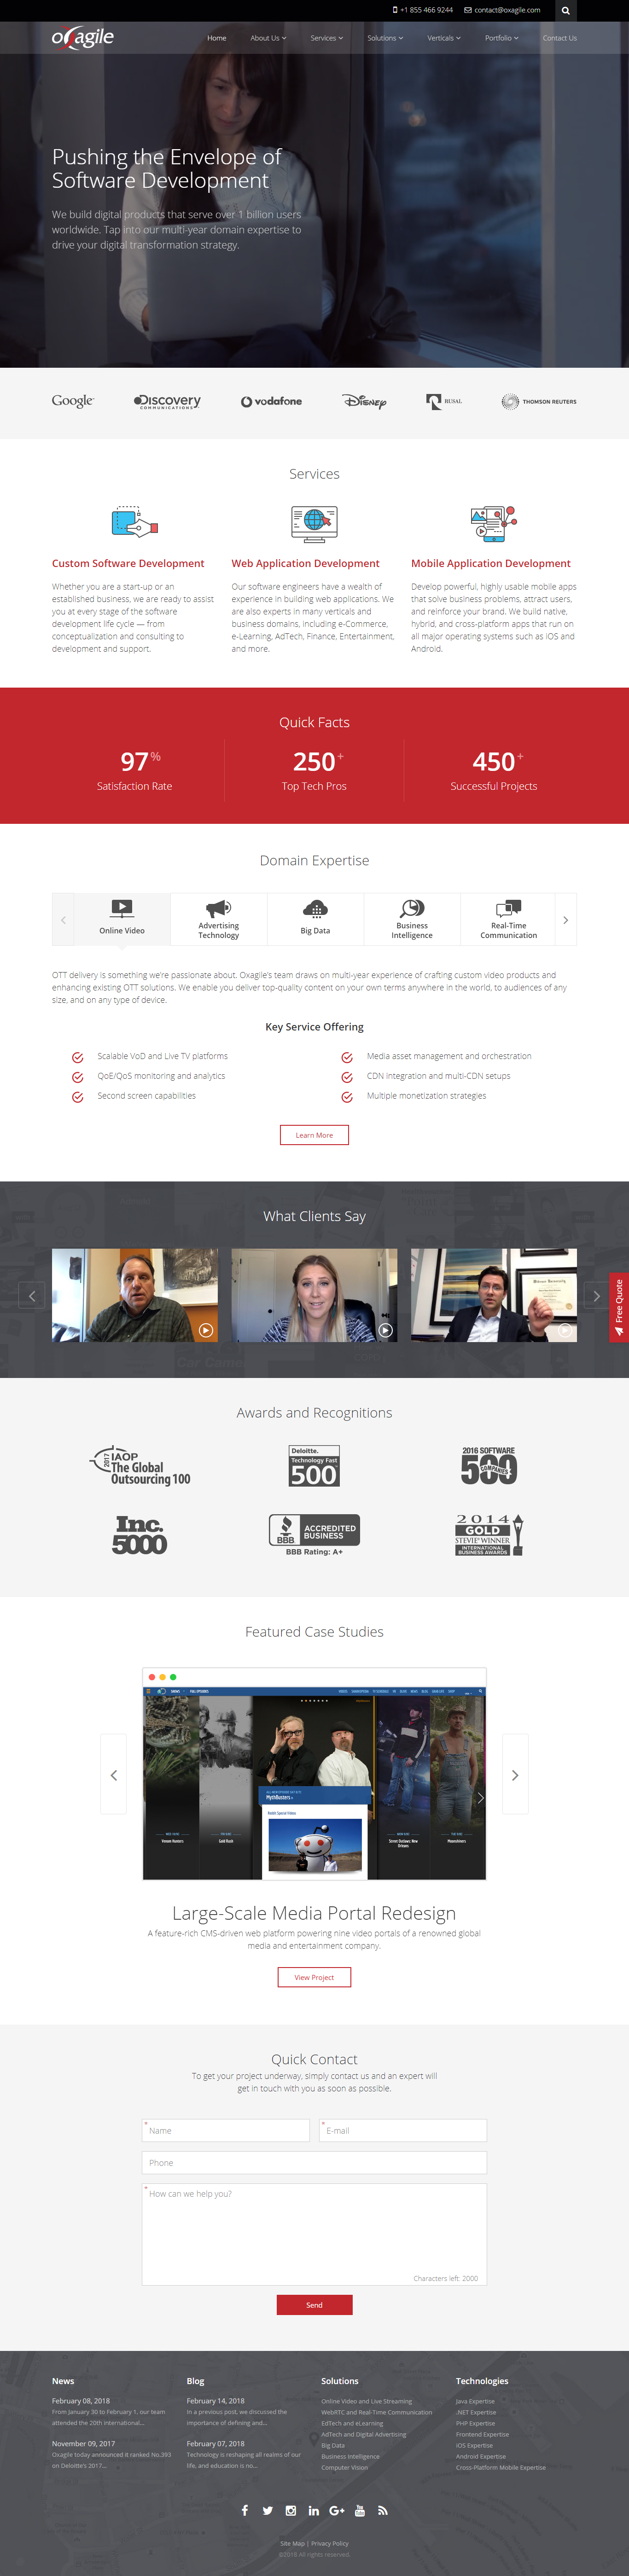 +1 855 466 9244 contact@oxagile.com
oxagile
Home About Us Services Solutions Verticals Portfolio Contact Us
Pushing the Envelope of
Software Development
We build digital products that serve over 1 billion users
worldwide. Tap into our multi-year domain expertise to
drive your digital transformation strategy.
Google Discovery COMMUNICATIONS vodafone Disney RUSAL THOMSON REUTERS
Services
Custom Software Development
Whether you are a start-up or an
established business, we are ready to assist
you at every stage of the software
development life cycle — from
conceptualization and consulting to
development and support.
Web Application Development
Our software engineers have a wealth of
experience in building web applications. We
are also experts in many verticals and
business domains, including e-Commerce,
e-Learning, AdTech, Finance, Entertainment,
and more.
Mobile Application Development
Develop powerful, highly usable mobile apps
that solve business problems, attract users,
and reinforce your brand. We build native,
hybrid, and cross-platform apps that run on
all major operating systems such as iOS and
Android.
Quick Facts
97%
Satisfaction Rate
250+
Top Tech Pros
450+
Successful Projects
Domain Expertise
Online Video
Advertising
Technology
Big Data
Business
Intelligence
Real-Time
Communication
OTT delivery is something we're passionate about. Oxagile's team draws on multi-year experience of crafting custom video products and
enhancing existing OTT solutions. We enable you deliver top-quality content on your own terms anywhere in the world, to audiences of any
size, and on any type of device.
Key Service Offering
Scalable VoD and Live TV platforms
QoE/QoS monitoring and analytics
Second screen capabilities
Media asset management and orchestration
CDN integration and multi-CDN setups
Multiple monetization strategies
Learn More
What Clients Say
Free Quote
Awards and Recognitions
2017 IAOP
The Global
Outsourcing 100
Deloitte.
Technology Fast
500
2016 SOFTWARE
500
COMPANIES
Inc.
5000
BBB ACCREDITED
BUSINESS
BBB Rating: A+
2014
GOLD
STEVIE WINNER
INTERNATIONAL
BUSINESS AWARDS
Featured Case Studies
SHOWS FULL EPISODES
MythBusters
Reddit Special Videos
Venom Hunters
Gold Rush
Street Outlaws: New
Orleans
Moonshiners
Large-Scale Media Portal Redesign
A feature-rich CMS-driven web platform powering nine video portals of a renowned global
media and entertainment company.
View Project
Quick Contact
To get your project underway, simply contact us and an expert will
get in touch with you as soon as possible.
* Name
* E-mail
Phone
* How can we help you?
Characters left: 2000
Send
News
February 08, 2018
From January 30 to February 1, our team
attended the 20th international...
November 09, 2017
Oxagile today announced it ranked No.393
on Deloitte's 2017...
Blog
February 14, 2018
In a previous post, we discussed the
importance of defining and...
February 07, 2018
Technology is reshaping all realms of our
life, and education is no...
Solutions
Online Video and Live Streaming
WebRTC and Real-Time Communication
EdTech and eLearning
AdTech and Digital Advertising
Big Data
Business Intelligence
Computer Vision
Technologies
Java Expertise
.NET Expertise
PHP Expertise
Frontend Expertise
iOS Expertise
Android Expertise
Cross-Platform Mobile Expertise
Site Map | Privacy Policy
©2018 All rights reserved.